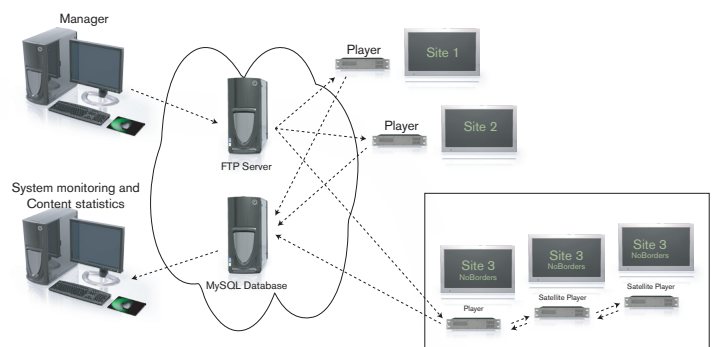 Manager
Player
Site 1
Player
Site 2
FTP Server
System monitoring and
Content statistics
MySQL Database
Site 3
NoBorders
Site 3
NoBorders
Site 3
NoBorders
Player
Satellite Player
Satellite Player